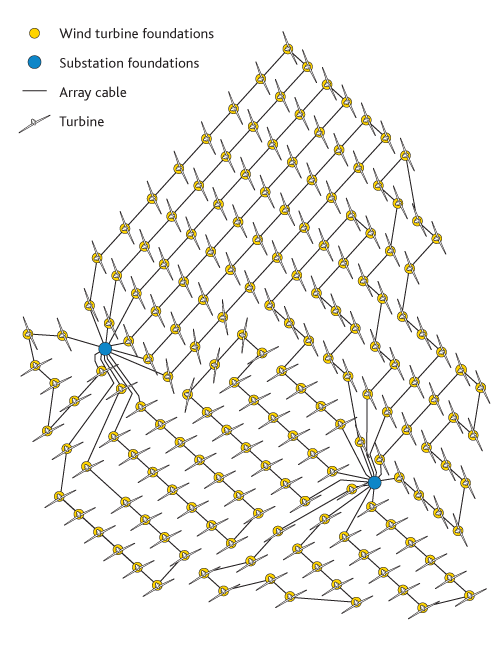 Wind turbine foundations
Substation foundations
Array cable
Turbine